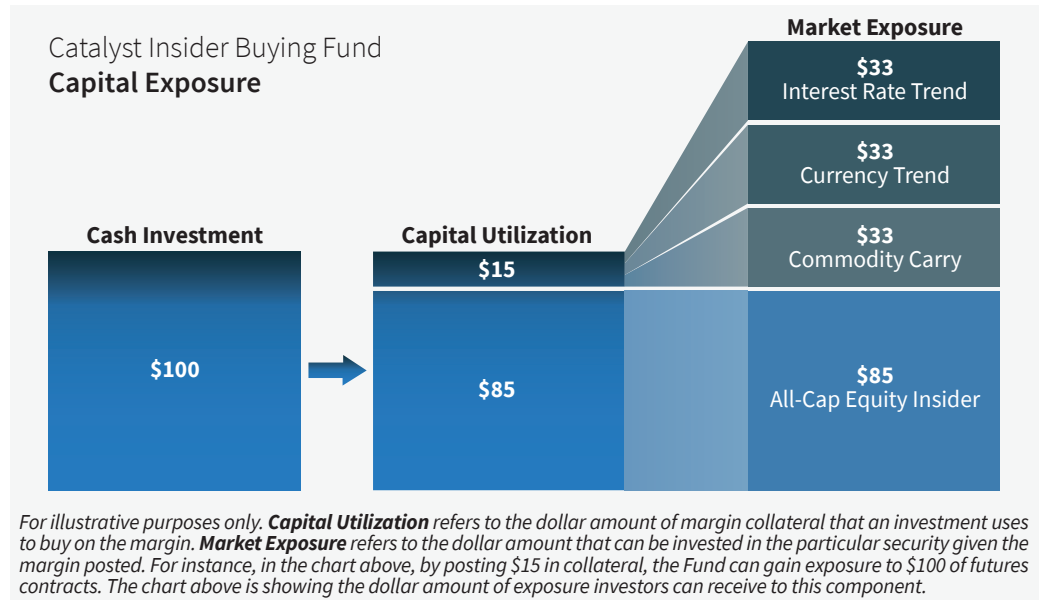 Catalyst Insider Buying Fund
Capital Exposure
Market Exposure
$33
Interest Rate Trend
$33
Currency Trend
Cash Investment
Capital Utilization
$15
$33
Commodity Carry
$100
$85
$85
All-Cap Equity Insider
For illustrative purposes only. Capital Utilization refers to the dollar amount of margin collateral that an investment uses
to buy on the margin. Market Exposure refers to the dollar amount that can be invested in the particular security given the
margin posted. For instance, in the chart above, by posting $15 in collateral, the Fund can gain exposure to $100 of futures
contracts. The chart above is showing the dollar amount of exposure investors can receive to this component.